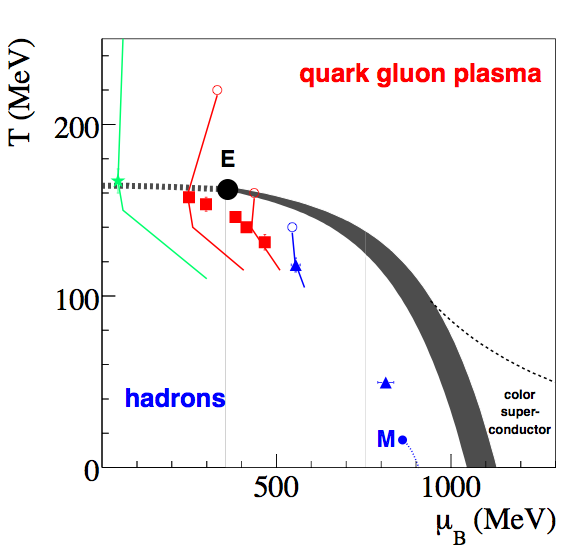 T (MeV)
quark gluon plasma
200
E
100
hadrons
color
super-
conductor
M
0
500
1000
μB (MeV)